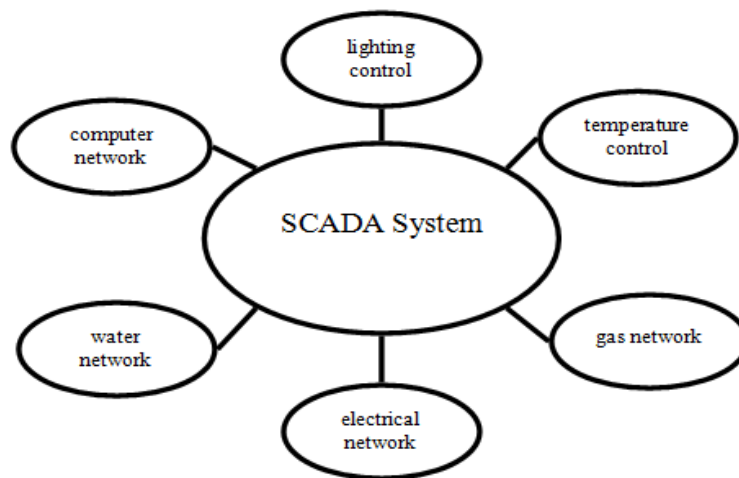 lighting
control
computer
network
temperature
control
SCADA System
water
network
gas network
electrical
network